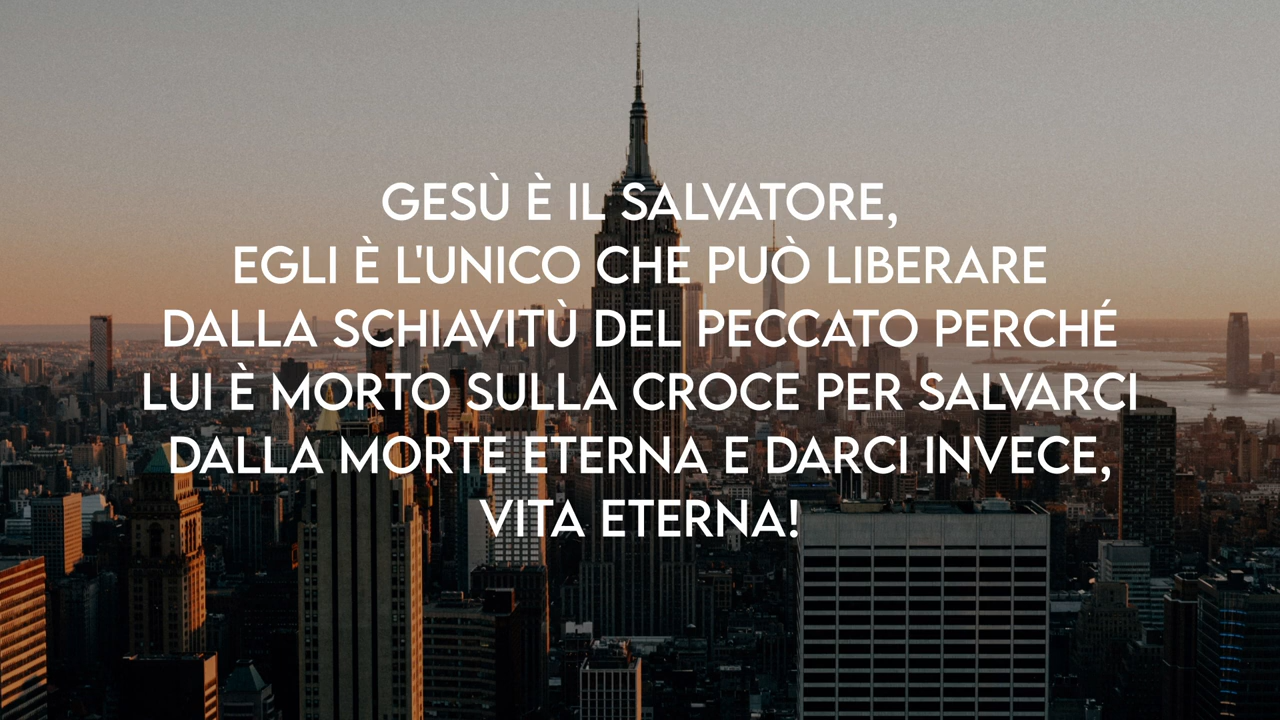 GESÙ È IL SALVATORE,
EGLI È L'UNICO CHE PUÒ LIBERARE
DALLA SCHIAVITÙ DEL PECCATO PERCHÉ
LUI È MORTO SULLA CROCE PER SALVARCI
DALLA MORTE ETERNA E DARCI INVECE,
VITA ETERNA!